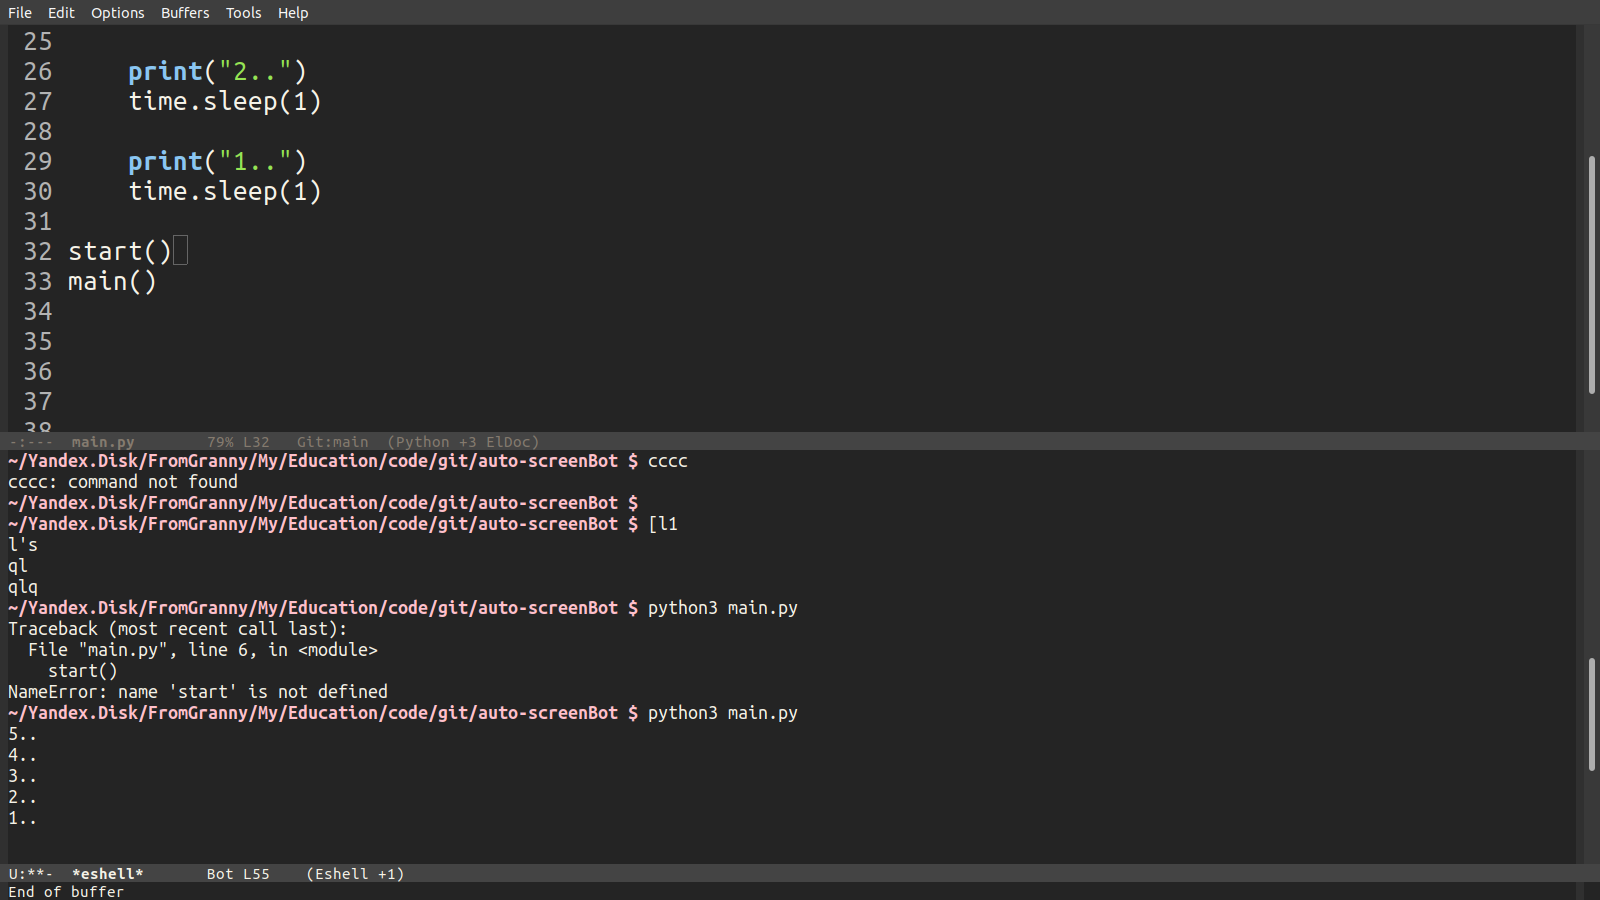 File Edit Options Buffers Tools Help
25
26 print("2..")
27 time.sleep(1)
28
29 print("1..")
30 time.sleep(1)
31
32 start()
33 main()
34
35
36
37
38
-:--- main.py 79% L32 Git:main (Python +3 ElDoc)
~/Yandex.Disk/FromGranny/My/Education/code/git/auto-screenBot $ cccc
cccc: command not found
~/Yandex.Disk/FromGranny/My/Education/code/git/auto-screenBot $
~/Yandex.Disk/FromGranny/My/Education/code/git/auto-screenBot $ [l1
l's
ql
qlq
~/Yandex.Disk/FromGranny/My/Education/code/git/auto-screenBot $ python3 main.py
Traceback (most recent call last):
  File "main.py", line 6, in <module>
    start()
NameError: name 'start' is not defined
~/Yandex.Disk/FromGranny/My/Education/code/git/auto-screenBot $ python3 main.py
5..
4..
3..
2..
1..
U:**- *eshell* Bot L55 (Eshell +1)
End of buffer